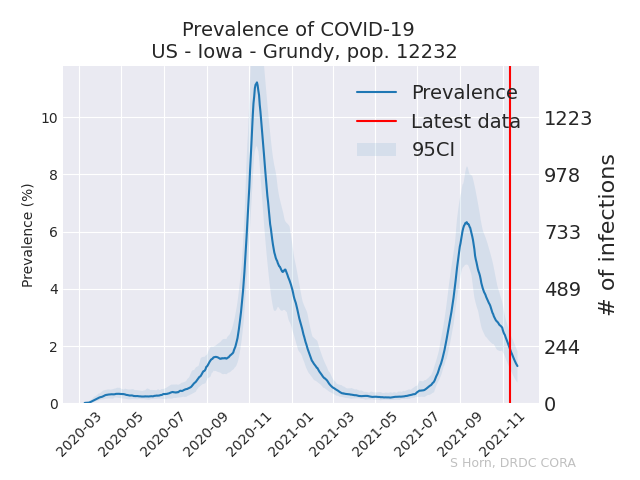 Prevalence of COVID-19
US - Iowa - Grundy, pop. 12232
Prevalence
Latest data
95CI
Prevalence (%)
10
8
6
4
2
0
1223
978
733
489
244
0
# of infections
2020-03
2020-05
2020-07
2020-09
2020-11
2021-01
2021-03
2021-05
2021-07
2021-09
2021-11
S Horn, DRDC CORA